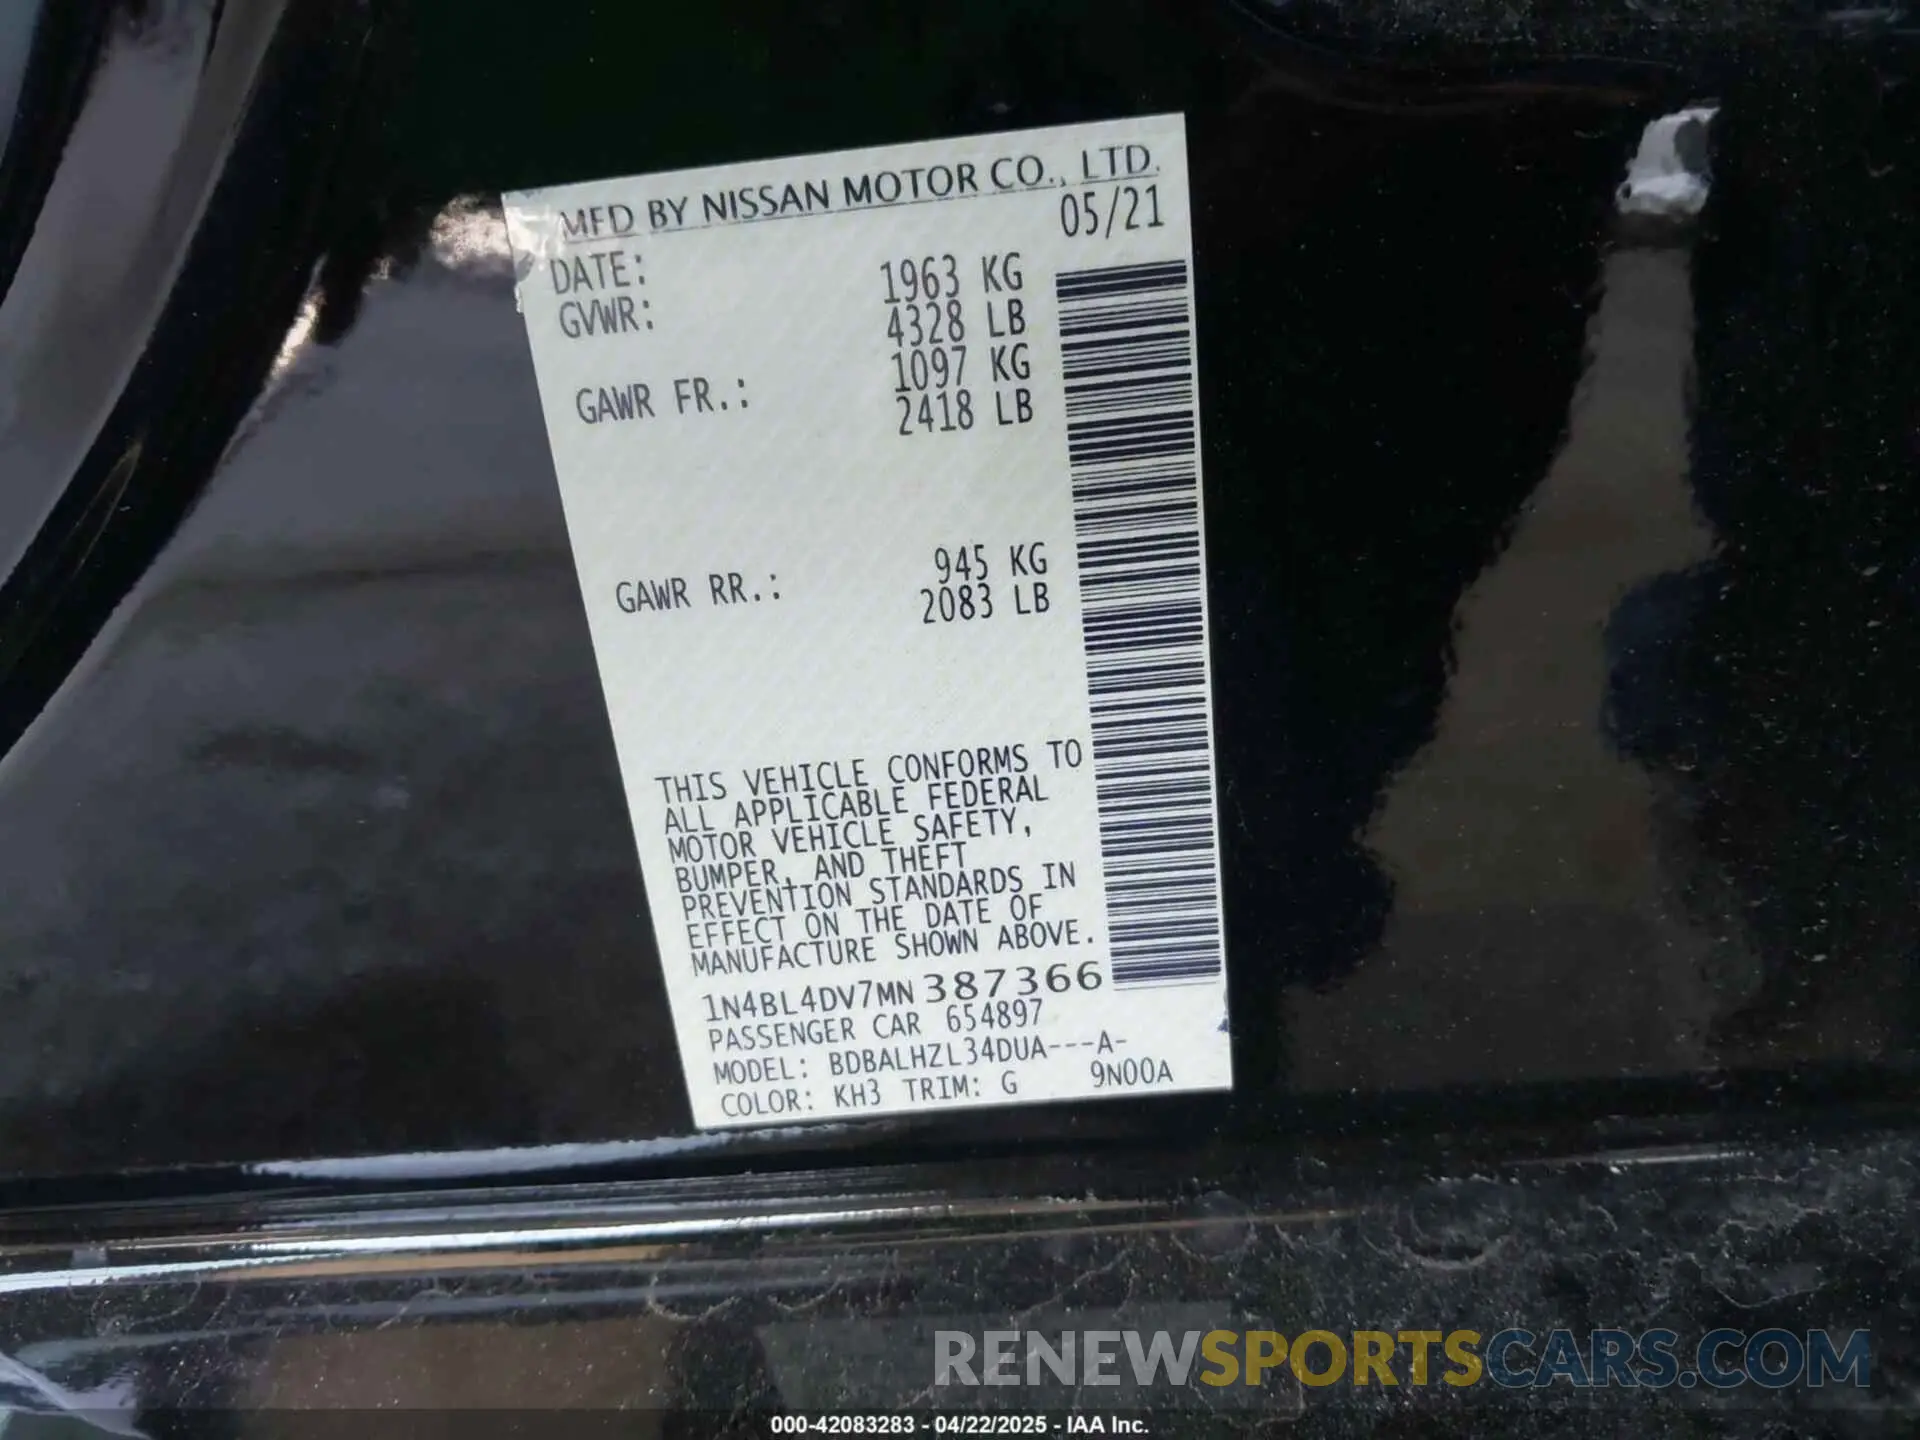 MFD BY NISSAN MOTOR CO., LTD.
DATE: 05/21
GVWR: 1963 KG
4328 LB
GAWR FR.: 1097 KG
2418 LB
GAWR RR.: 945 KG
2083 LB
THIS VEHICLE CONFORMS TO
ALL APPLICABLE FEDERAL
MOTOR VEHICLE SAFETY,
BUMPER, AND THEFT
PREVENTION STANDARDS IN
EFFECT ON THE DATE OF
MANUFACTURE SHOWN ABOVE.
1N4BL4DV7MN387366
PASSENGER CAR 654897
MODEL: BDBALHZL34DUA---A-
COLOR: KH3 TRIM: G 9N00A
RENEWSPORTSCARS.COM
000-42083283 - 04/22/2025 - IAA Inc.